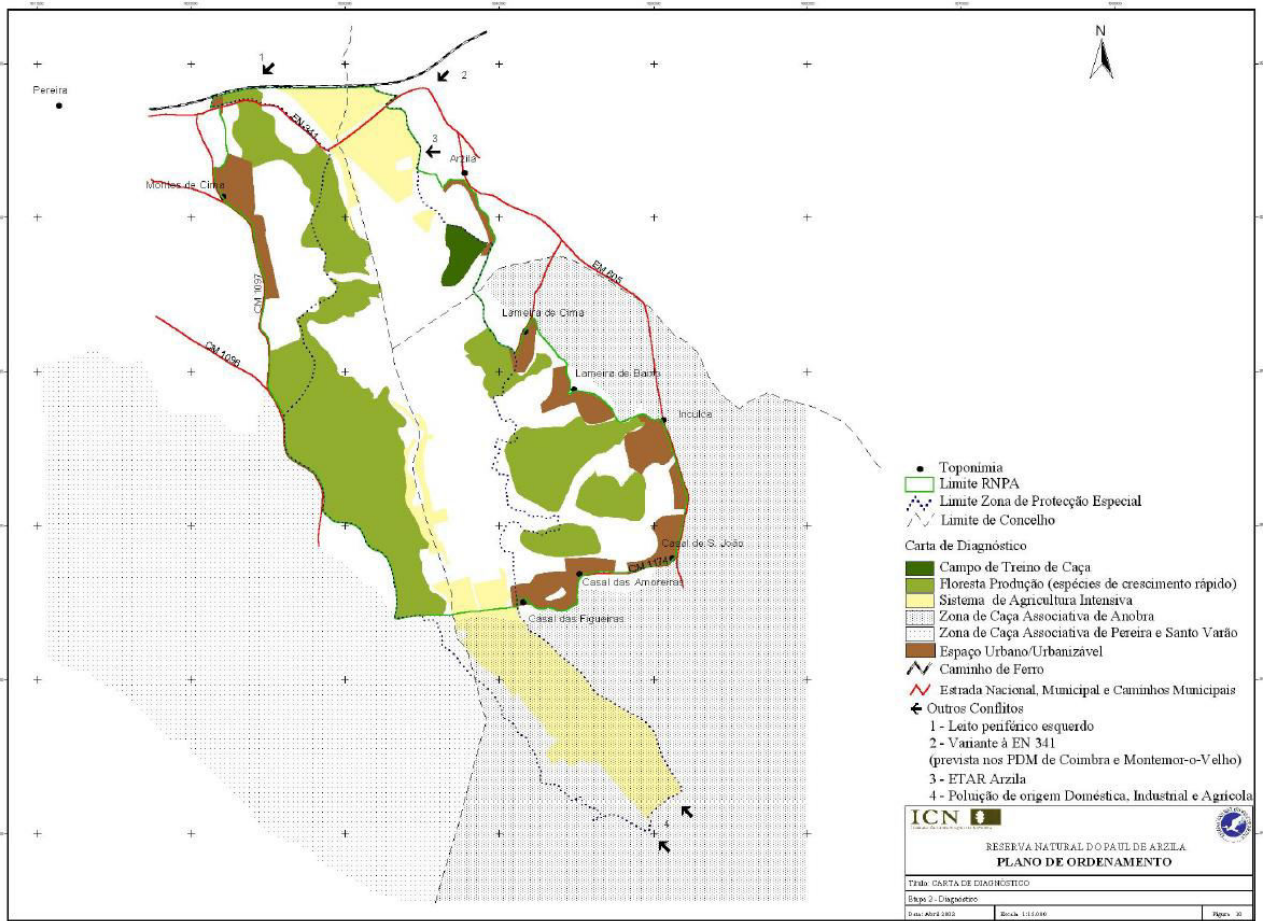 N
1
2
Pereira
EN 341
3
Arzila
Montes de Cima
EM 605
CM 1097
Lameira de Cima
CM 1096
Lameira de Baixo
Inculca
Casal de S. João
CM 1174
Casal das Amoreiras
Casal das Figueiras
4
Toponímia
Limite RNPA
Limite Zona de Protecção Especial
Limite de Concelho
Carta de Diagnóstico
Campo de Treino de Caça
Floresta Produção (espécies de crescimento rápido)
Sistema de Agricultura Intensiva
Zona de Caça Associativa de Anobra
Zona de Caça Associativa de Pereira e Santo Varão
Espaço Urbano/Urbanizável
Caminho de Ferro
Estrada Nacional, Municipal e Caminhos Municipais
Outros Conflitos
1 - Leito periférico esquerdo
2 - Variante à EN 341
(prevista nos PDM de Coimbra e Montemor-o-Velho)
3 - ETAR Arzila
4 - Poluição de origem Doméstica, Industrial e Agrícola
ICN
RESERVA NATURAL DO PAUL DE ARZILA
PLANO DE ORDENAMENTO
Título: CARTA DE DIAGNÓSTICO
Etapa 2 - Diagnóstico
Data: Abril 2002 Escala: Figura: